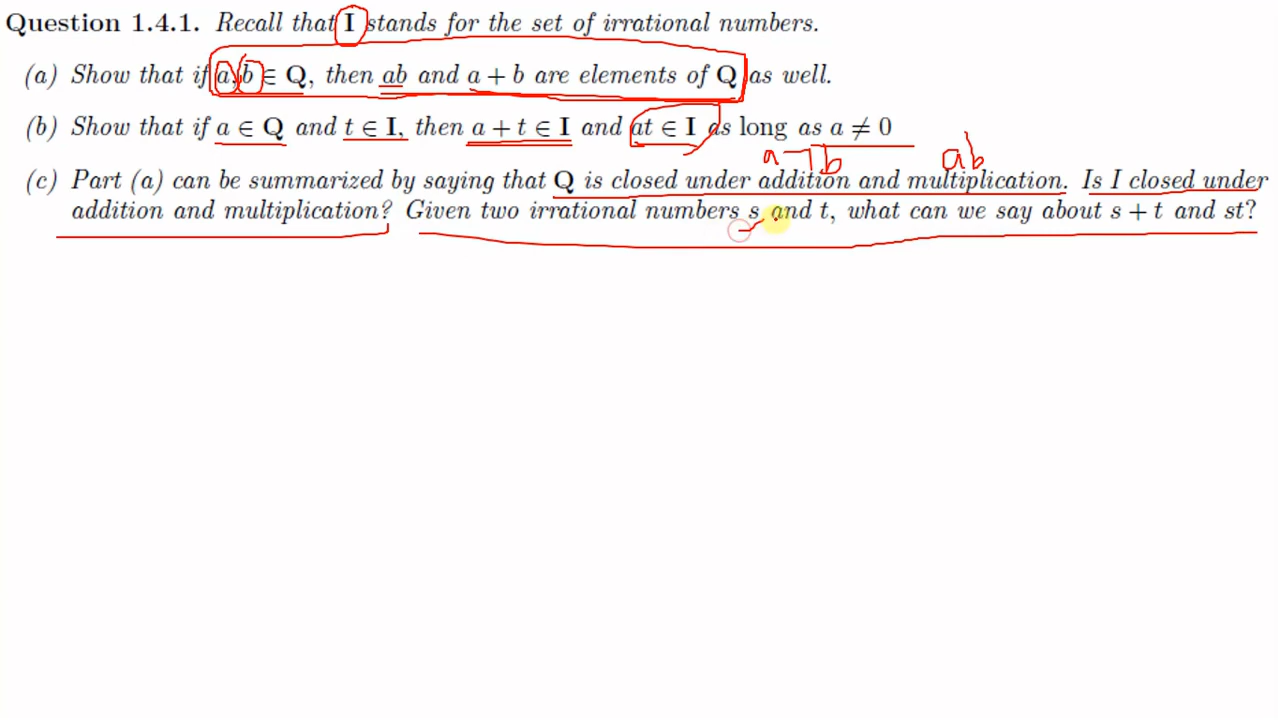 Question 1.4.1. Recall that I stands for the set of irrational numbers.
(a) Show that if a, b ∈ Q, then ab and a + b are elements of Q as well.
(b) Show that if a ∈ Q and t ∈ I, then a + t ∈ I and at ∈ I as long as a ≠ 0
a b ab
(c) Part (a) can be summarized by saying that Q is closed under addition and multiplication. Is I closed under
addition and multiplication? Given two irrational numbers s and t, what can we say about s + t and st?